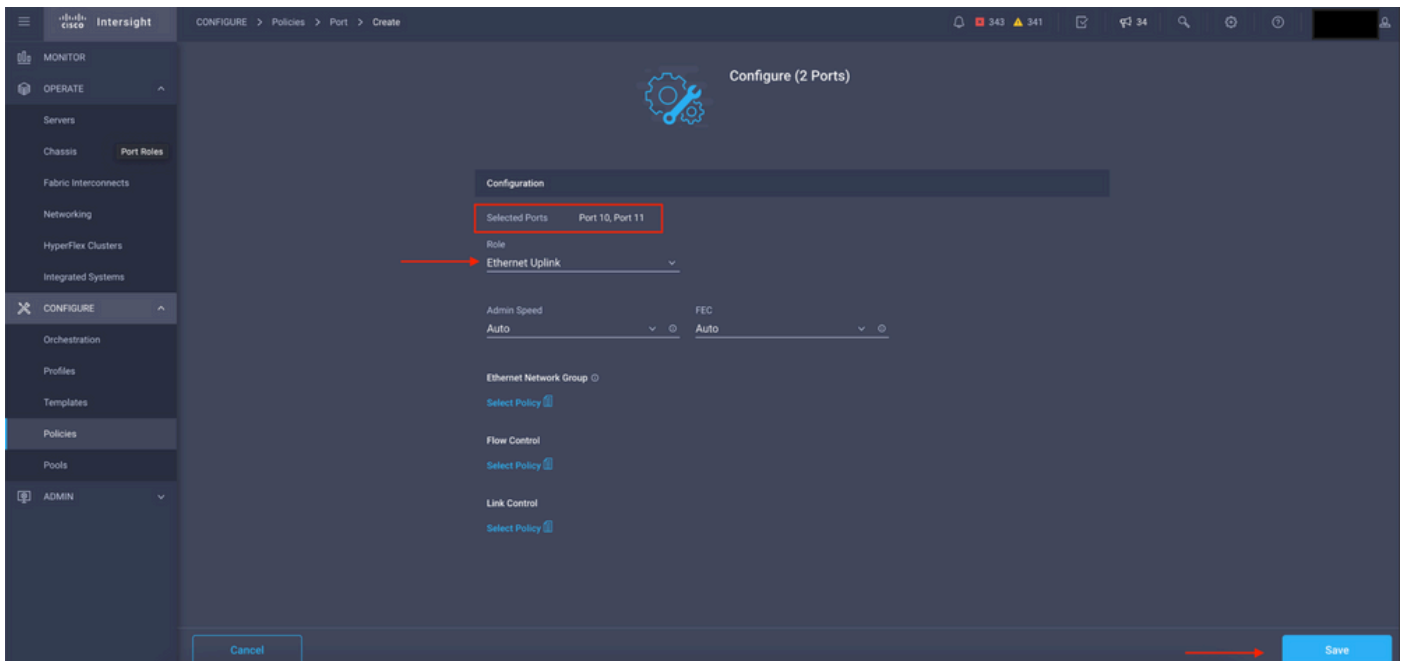 cisco Intersight
CONFIGURE > Policies > Port > Create
343 341
34
MONITOR
OPERATE
Servers
Chassis
Port Roles
Fabric Interconnects
Networking
HyperFlex Clusters
Integrated Systems
CONFIGURE
Orchestration
Profiles
Templates
Policies
Pools
ADMIN
Configure (2 Ports)
Configuration
Selected Ports Port 10, Port 11
Role
Ethernet Uplink
Admin Speed FEC
Auto Auto
Ethernet Network Group
Select Policy
Flow Control
Select Policy
Link Control
Select Policy
Cancel Save